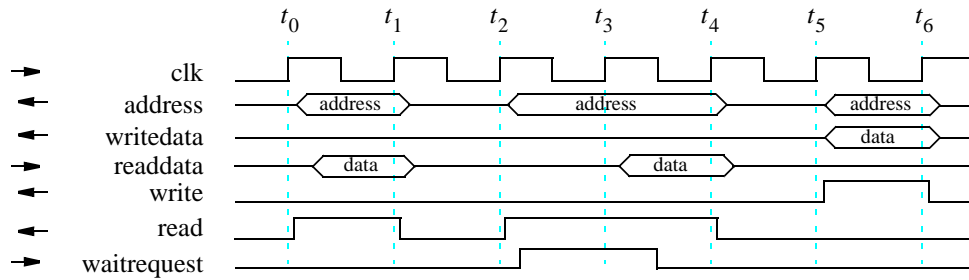 t0 t1 t2 t3 t4 t5 t6
clk
address address address address
writedata data
readdata data data
write
read
waitrequest